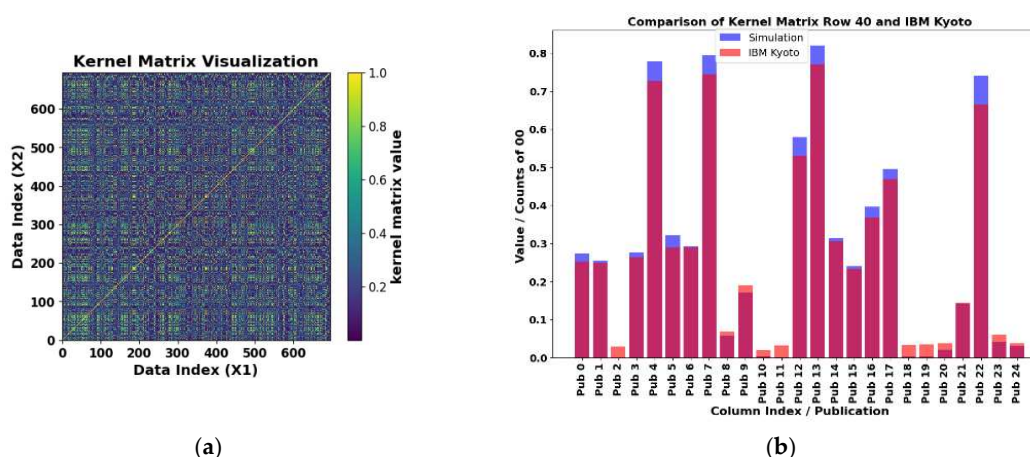 Kernel Matrix Visualization
Data Index (X2)
600
500
400
300
200
100
0
0 100 200 300 400 500 600
Data Index (X1)
1.0
0.8
0.6
0.4
0.2
kernel matrix value
(a)
Comparison of Kernel Matrix Row 40 and IBM Kyoto
Simulation
IBM Kyoto
Value / Counts of 00
0.8
0.7
0.6
0.5
0.4
0.3
0.2
0.1
0.0
Pub 0
Pub 1
Pub 2
Pub 3
Pub 4
Pub 5
Pub 6
Pub 7
Pub 8
Pub 9
Pub 10
Pub 11
Pub 12
Pub 13
Pub 14
Pub 15
Pub 16
Pub 17
Pub 18
Pub 19
Pub 20
Pub 21
Pub 22
Pub 23
Pub 24
Column Index / Publication
(b)